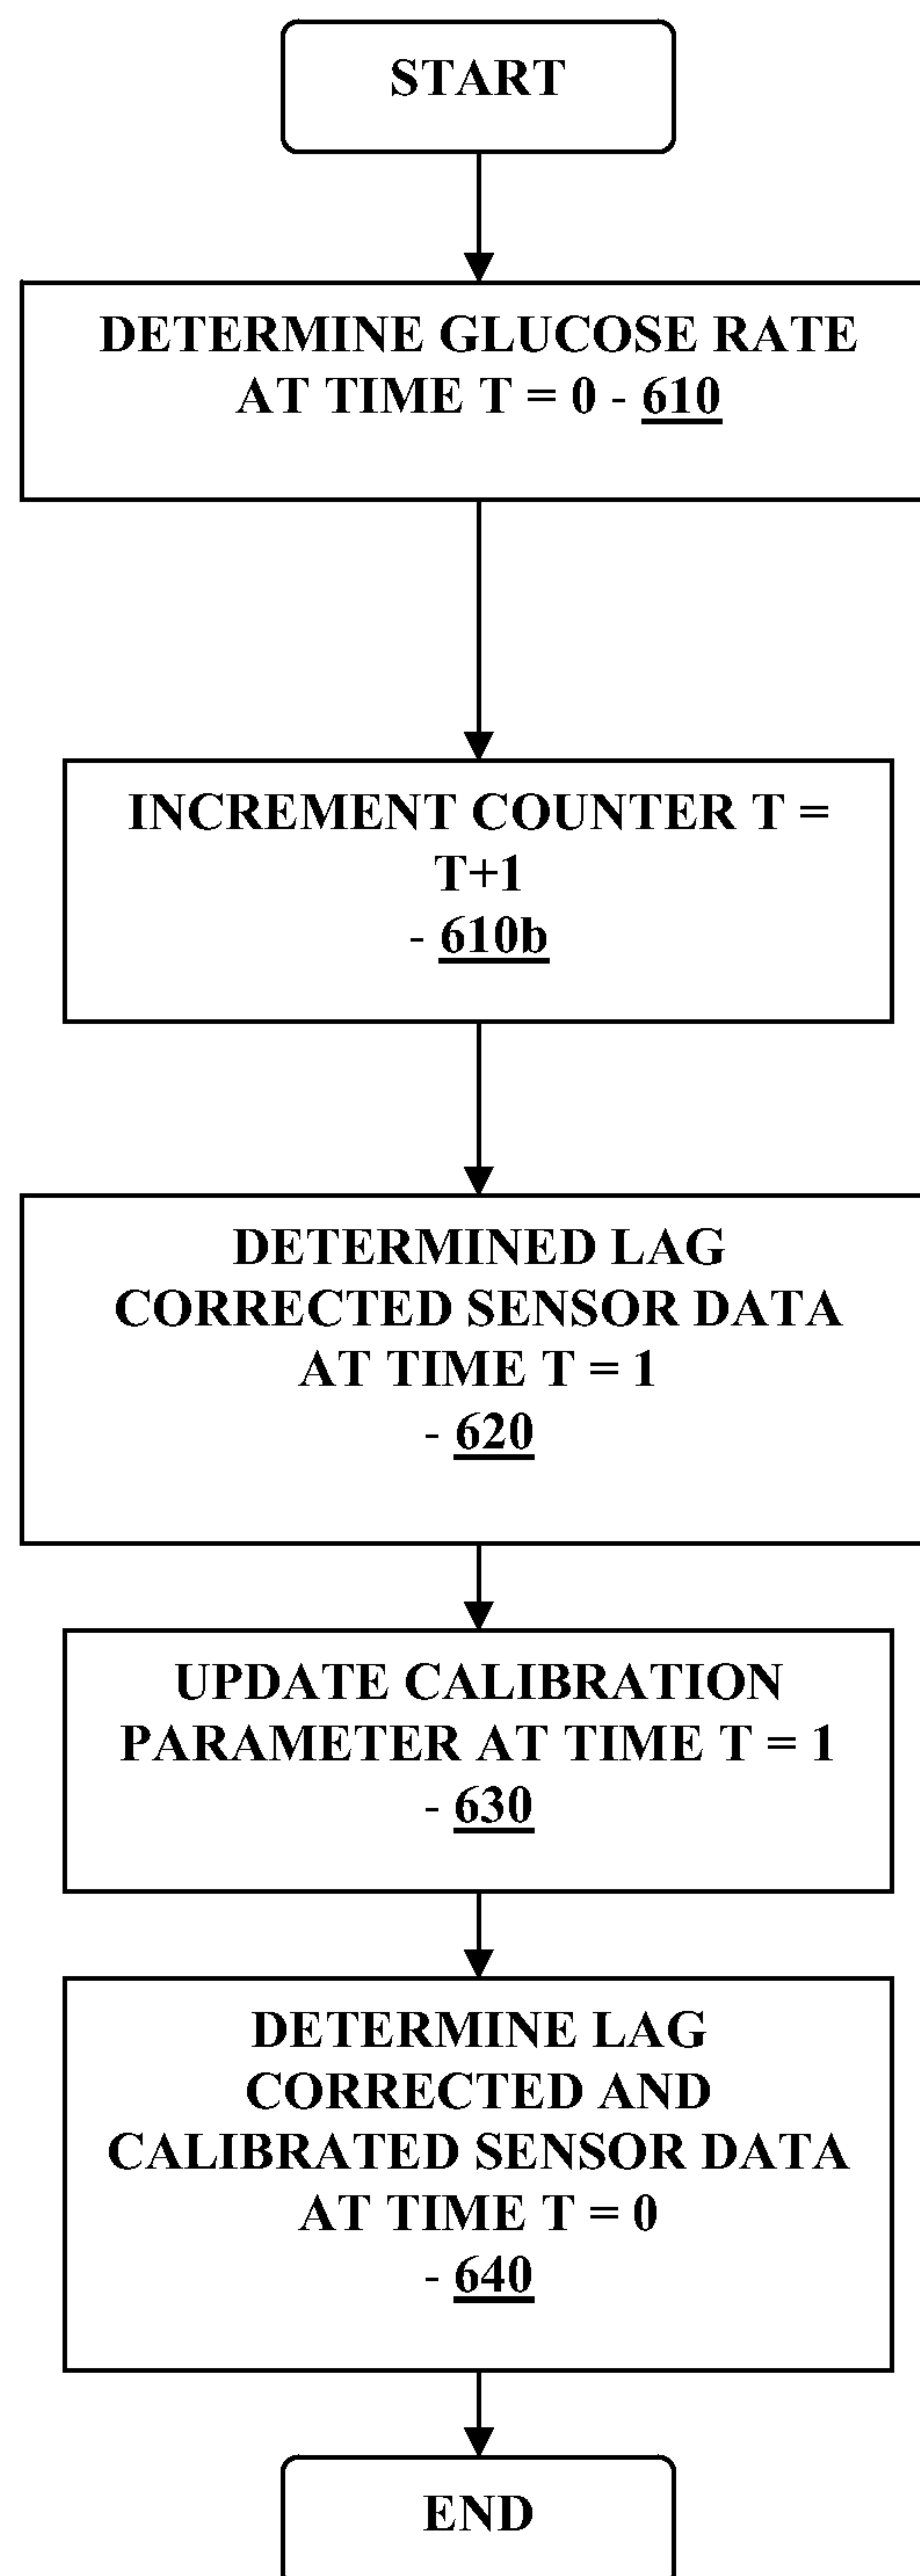 START
DETERMINE GLUCOSE RATE
AT TIME T = 0 - 610
INCREMENT COUNTER T =
T+1
- 610b
DETERMINED LAG
CORRECTED SENSOR DATA
AT TIME T = 1
- 620
UPDATE CALIBRATION
PARAMETER AT TIME T = 1
- 630
DETERMINE LAG
CORRECTED AND
CALIBRATED SENSOR DATA
AT TIME T = 0
- 640
END